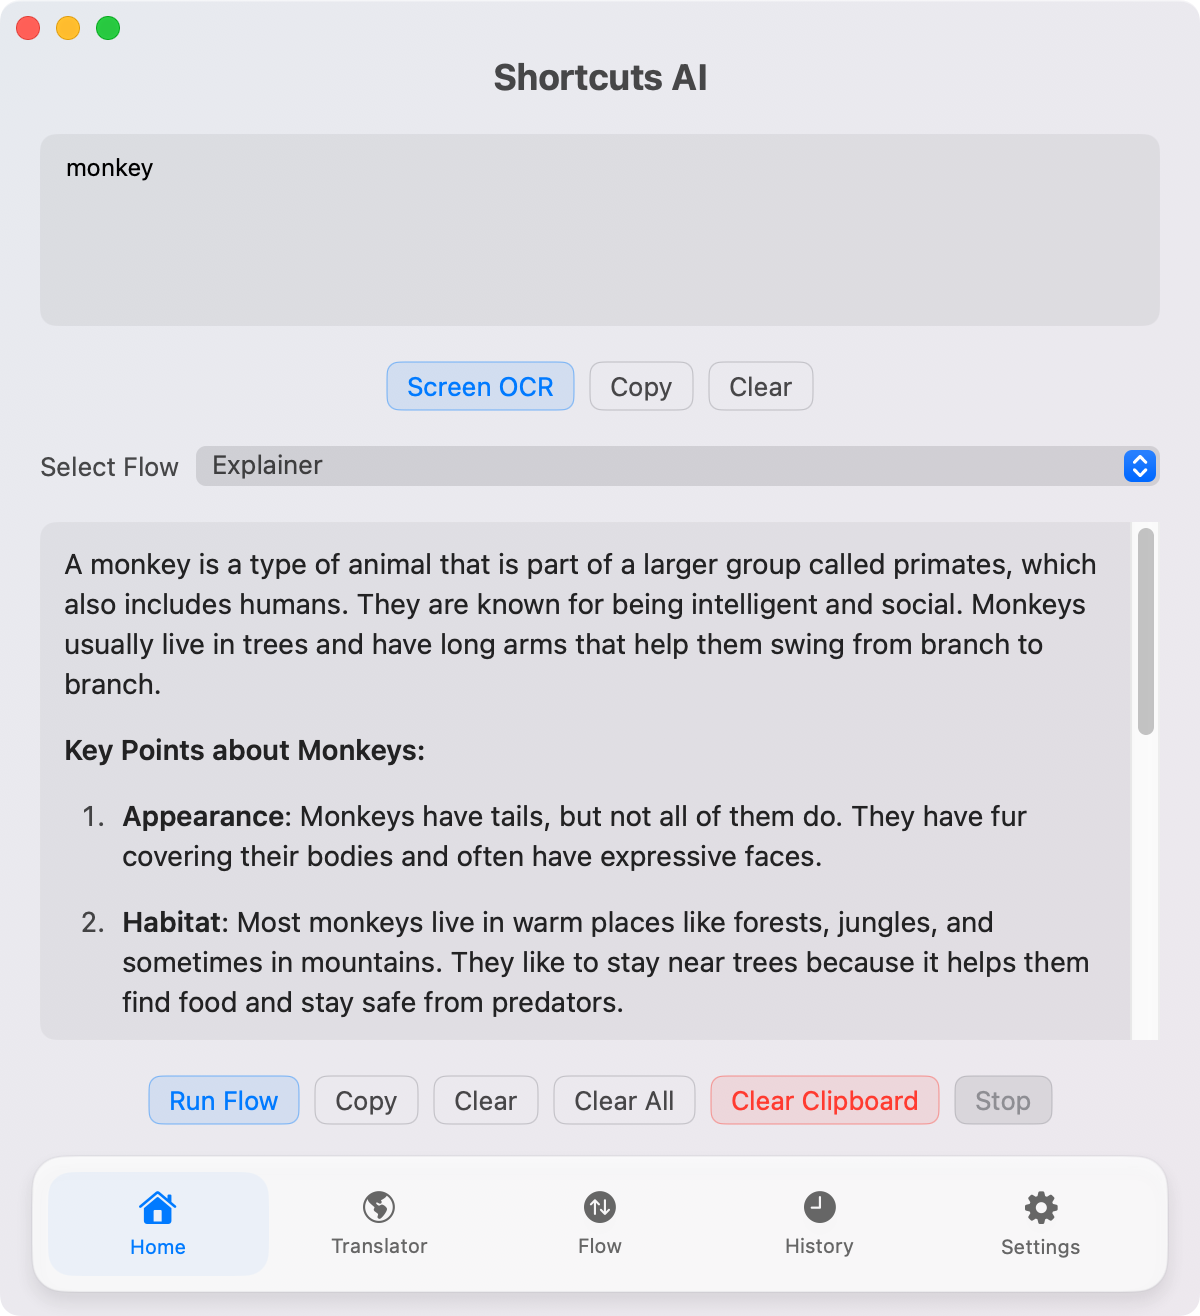 Shortcuts AI
monkey
Screen OCR
Copy
Clear
Select Flow
Explainer
A monkey is a type of animal that is part of a larger group called primates, which
also includes humans. They are known for being intelligent and social. Monkeys
usually live in trees and have long arms that help them swing from branch to
branch.
Key Points about Monkeys:
1. Appearance: Monkeys have tails, but not all of them do. They have fur
covering their bodies and often have expressive faces.
2. Habitat: Most monkeys live in warm places like forests, jungles, and
sometimes in mountains. They like to stay near trees because it helps them
find food and stay safe from predators.
Run Flow
Copy
Clear
Clear All
Clear Clipboard
Stop
Home
Translator
Flow
History
Settings